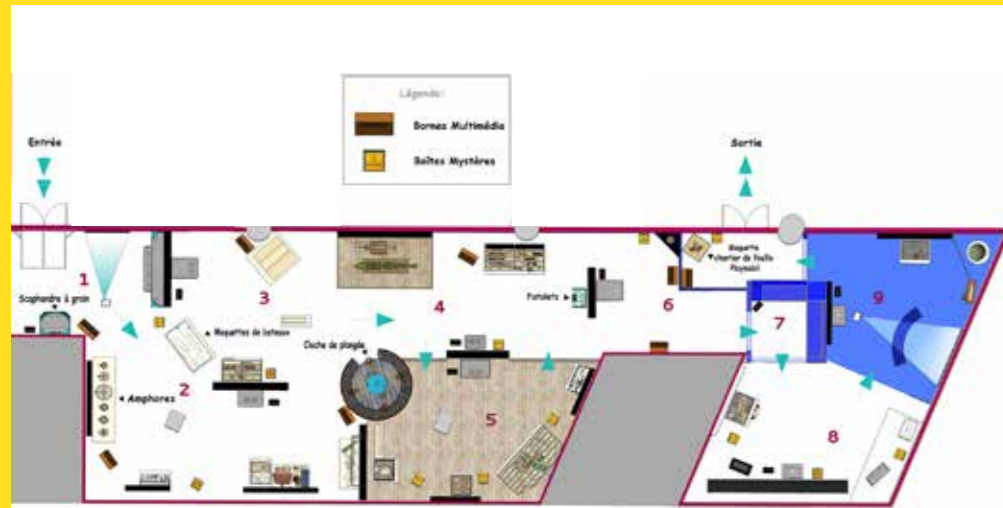 Légende:
Bornes Multimédia
Boîtes Mystères
Entrée
Sortie
1
Scaphandre à grain
2
Maquettes de bateaux
Amphores
3
4
Cloche de plongée
5
Pistolets
6
Maquette
chantier de fouille
Playmobil
7
8
9